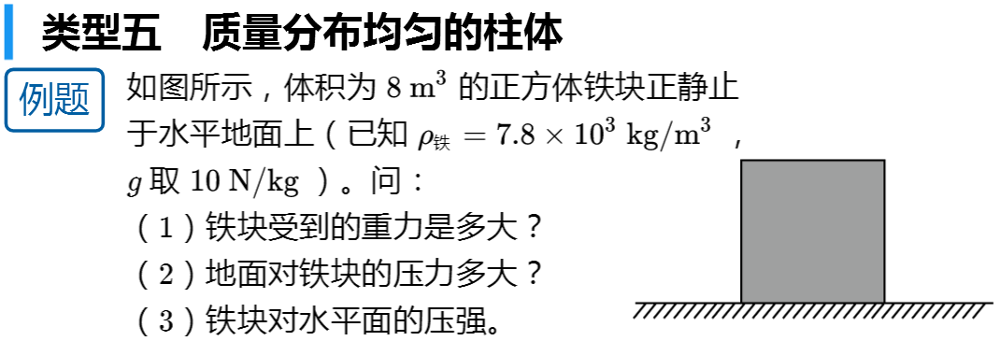 类型五 质量分布均匀的柱体
例题
如图所示，体积为 8 m³ 的正方体铁块正静止
于水平地面上（已知 ρ铁 = 7.8 × 10³ kg/m³ ，
g 取 10 N/kg ）。问：
（1）铁块受到的重力是多大？
（2）地面对铁块的压力多大？
（3）铁块对水平面的压强。